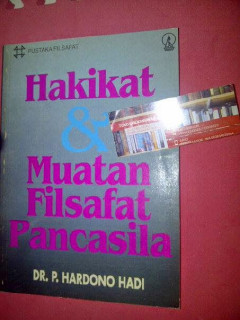 PUSTAKA FILSAFAT
Hakikat
&
Muatan
Filsafat
Pancasila
DR. P. HARDONO HADI